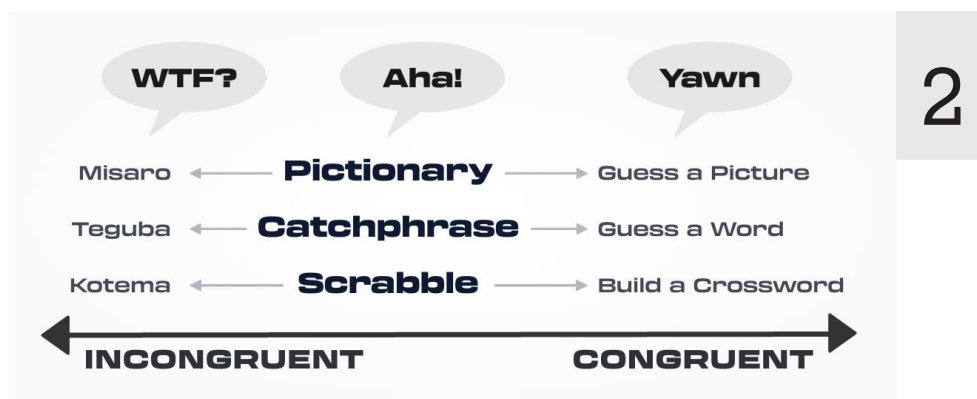 WTF? Aha! Yawn
2
Misaro Pictionary Guess a Picture
Teguba Catchphrase Guess a Word
Kotema Scrabble Build a Crossword
INCONGRUENT CONGRUENT